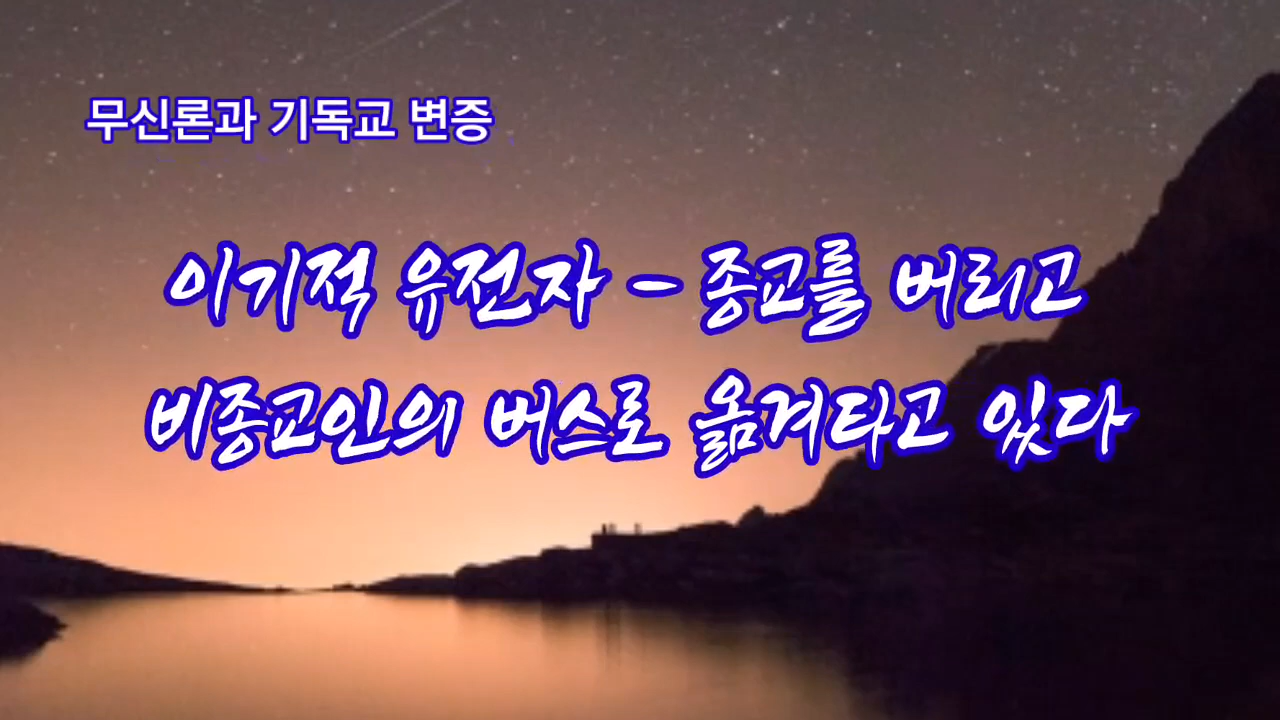 무신론과 기독교 변증
이기적 유전자 - 종교를 버리고
비종교인의 버스로 옮겨타고 있다